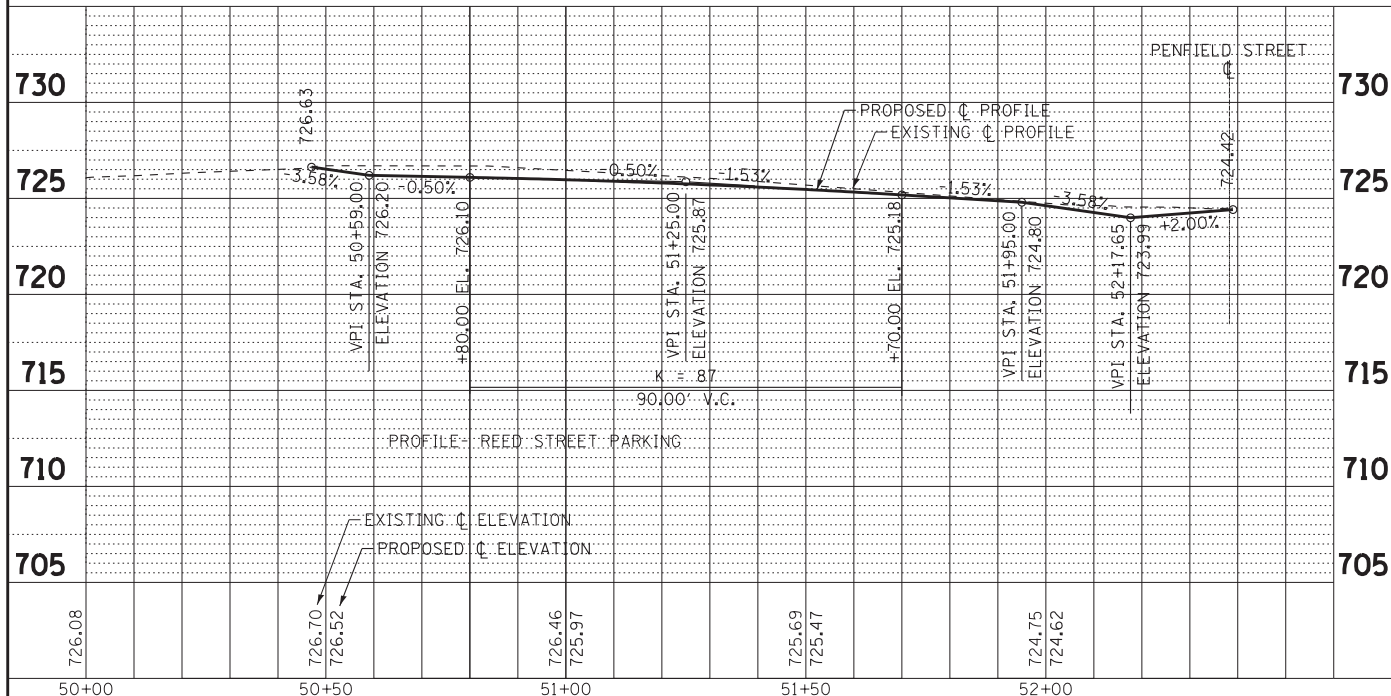 PENFIELD STREET
℄
730
730
726.63
PROPOSED ℄ PROFILE
EXISTING ℄ PROFILE
724.42
725
725
-3.58%
-0.50%
-0.50%
-1.53%
-1.53%
-3.58%
+2.00%
VPI STA. 50+59.00
ELEVATION 726.20
+80.00 EL. 726.10
VPI STA. 51+25.00
ELEVATION 725.87
+70.00 EL. 725.18
VPI STA. 51+95.00
ELEVATION 724.80
VPI STA. 52+17.65
ELEVATION 723.99
720
720
715
715
K = 87
90.00' V.C.
PROFILE- REED STREET PARKING
710
710
EXISTING ℄ ELEVATION
PROPOSED ℄ ELEVATION
705
705
726.08
726.70
726.52
726.46
725.97
725.69
725.47
724.75
724.62
50+00
50+50
51+00
51+50
52+00